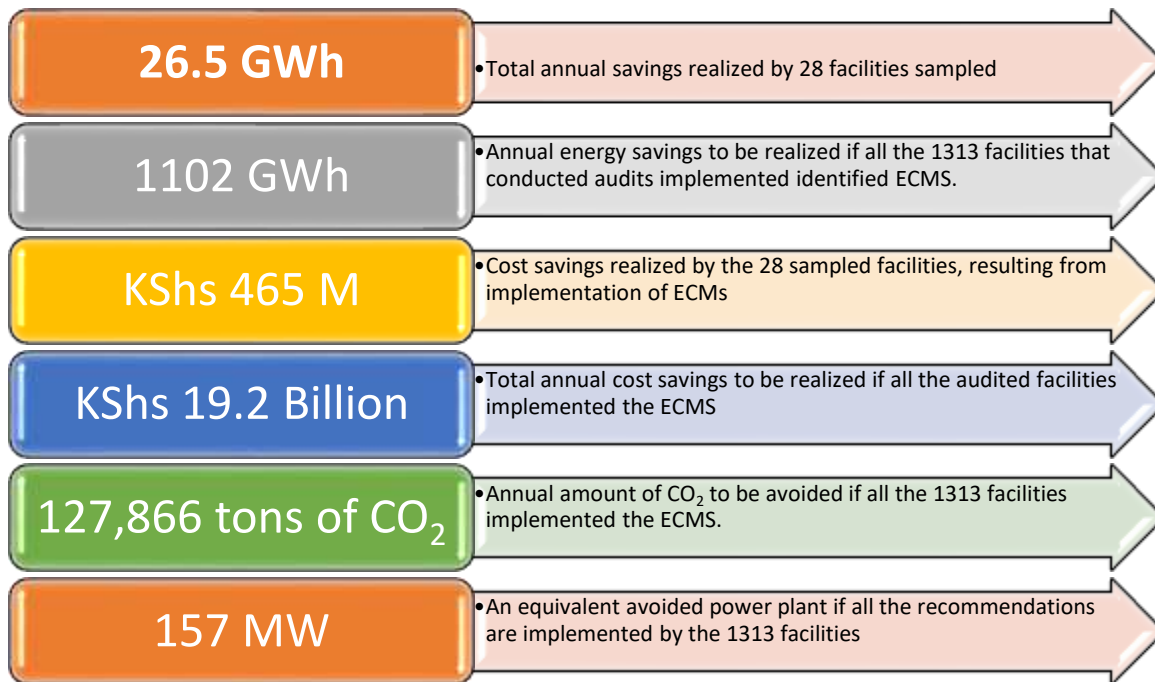 26.5 GWh
•Total annual savings realized by 28 facilities sampled
1102 GWh
•Annual energy savings to be realized if all the 1313 facilities that
conducted audits implemented identified ECMS.
KShs 465 M
•Cost savings realized by the 28 sampled facilities, resulting from
implementation of ECMs
KShs 19.2 Billion
•Total annual cost savings to be realized if all the audited facilities
implemented the ECMS
127,866 tons of CO₂
•Annual amount of CO₂ to be avoided if all the 1313 facilities
implemented the ECMS.
157 MW
•An equivalent avoided power plant if all the recommendations
are implemented by the 1313 facilities